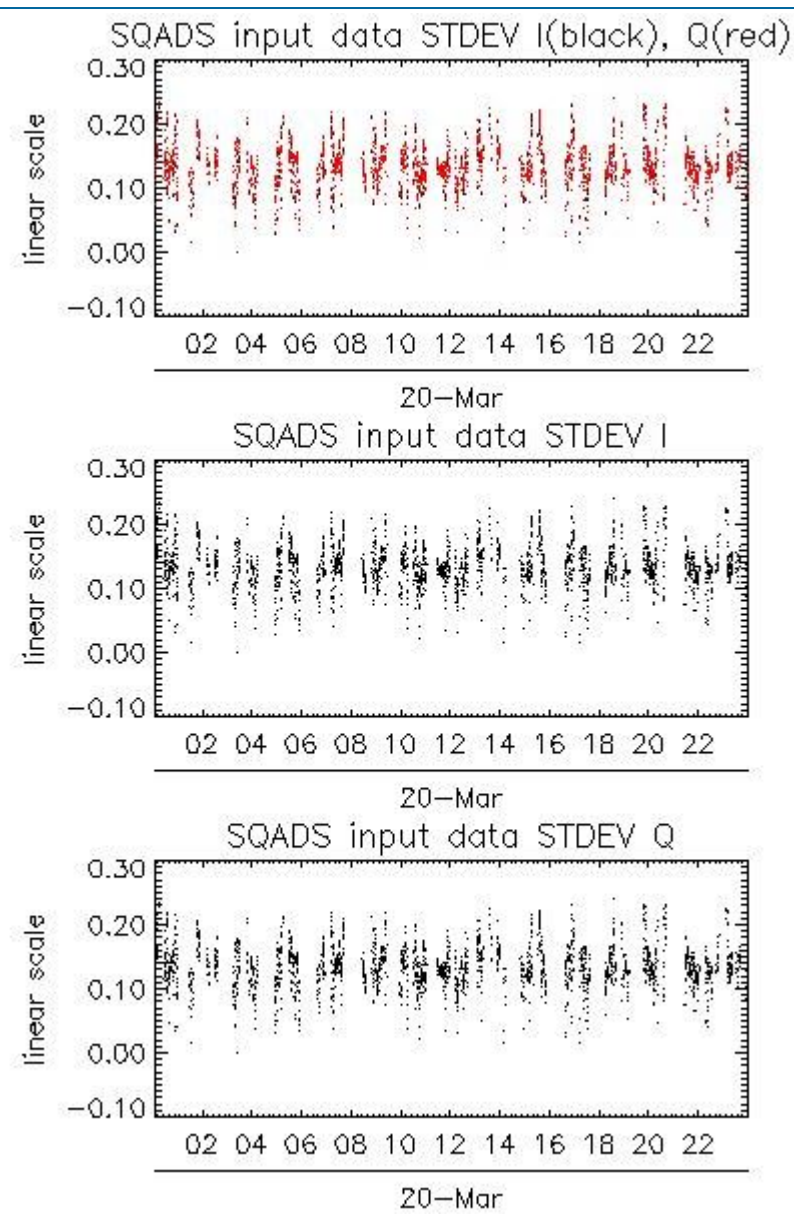 SQADS input data STDEV I(black), Q(red)
0.30
0.20
0.10
0.00
−0.10
linear scale
02 04 06 08 10 12 14 16 18 20 22
20−Mar
SQADS input data STDEV I
0.30
0.20
0.10
0.00
−0.10
linear scale
02 04 06 08 10 12 14 16 18 20 22
20−Mar
SQADS input data STDEV Q
0.30
0.20
0.10
0.00
−0.10
linear scale
02 04 06 08 10 12 14 16 18 20 22
20−Mar